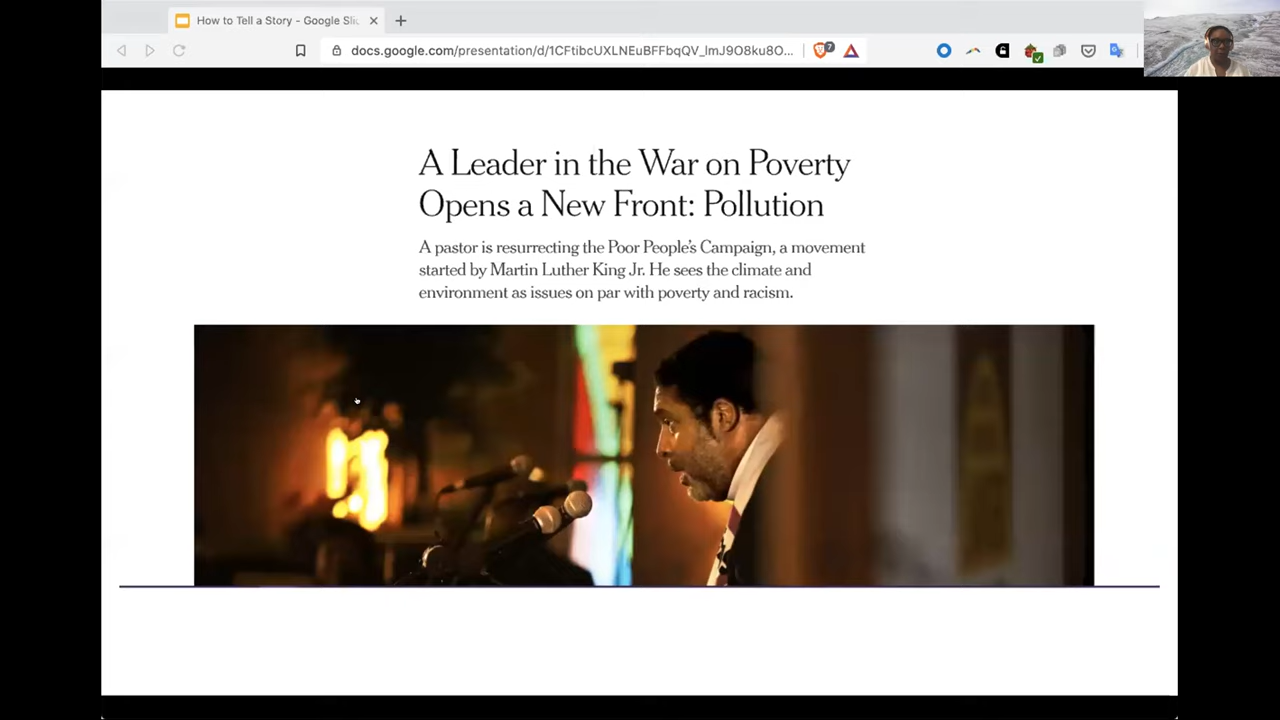 How to Tell a Story - Google Slic
docs.google.com/presentation/d/1CFtibcUXLNEuBFFbqQV_lmJ9O8ku8O...
7
A Leader in the War on Poverty
Opens a New Front: Pollution
A pastor is resurrecting the Poor People's Campaign, a movement
started by Martin Luther King Jr. He sees the climate and
environment as issues on par with poverty and racism.